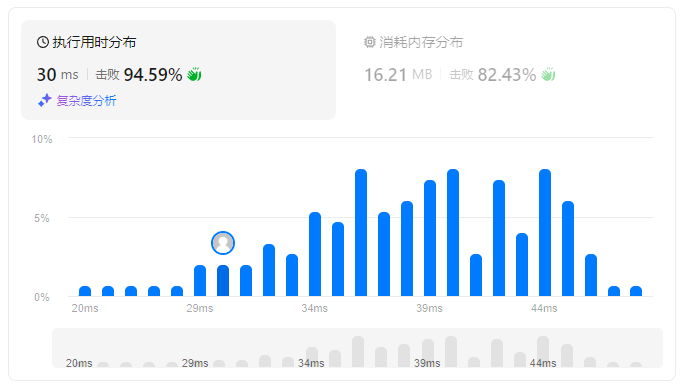 执行用时分布
30 ms 击败 94.59%
复杂度分析
消耗内存分布
16.21 MB 击败 82.43%
10%
5%
0%
20ms 29ms 34ms 39ms 44ms
20ms 29ms 34ms 39ms 44ms